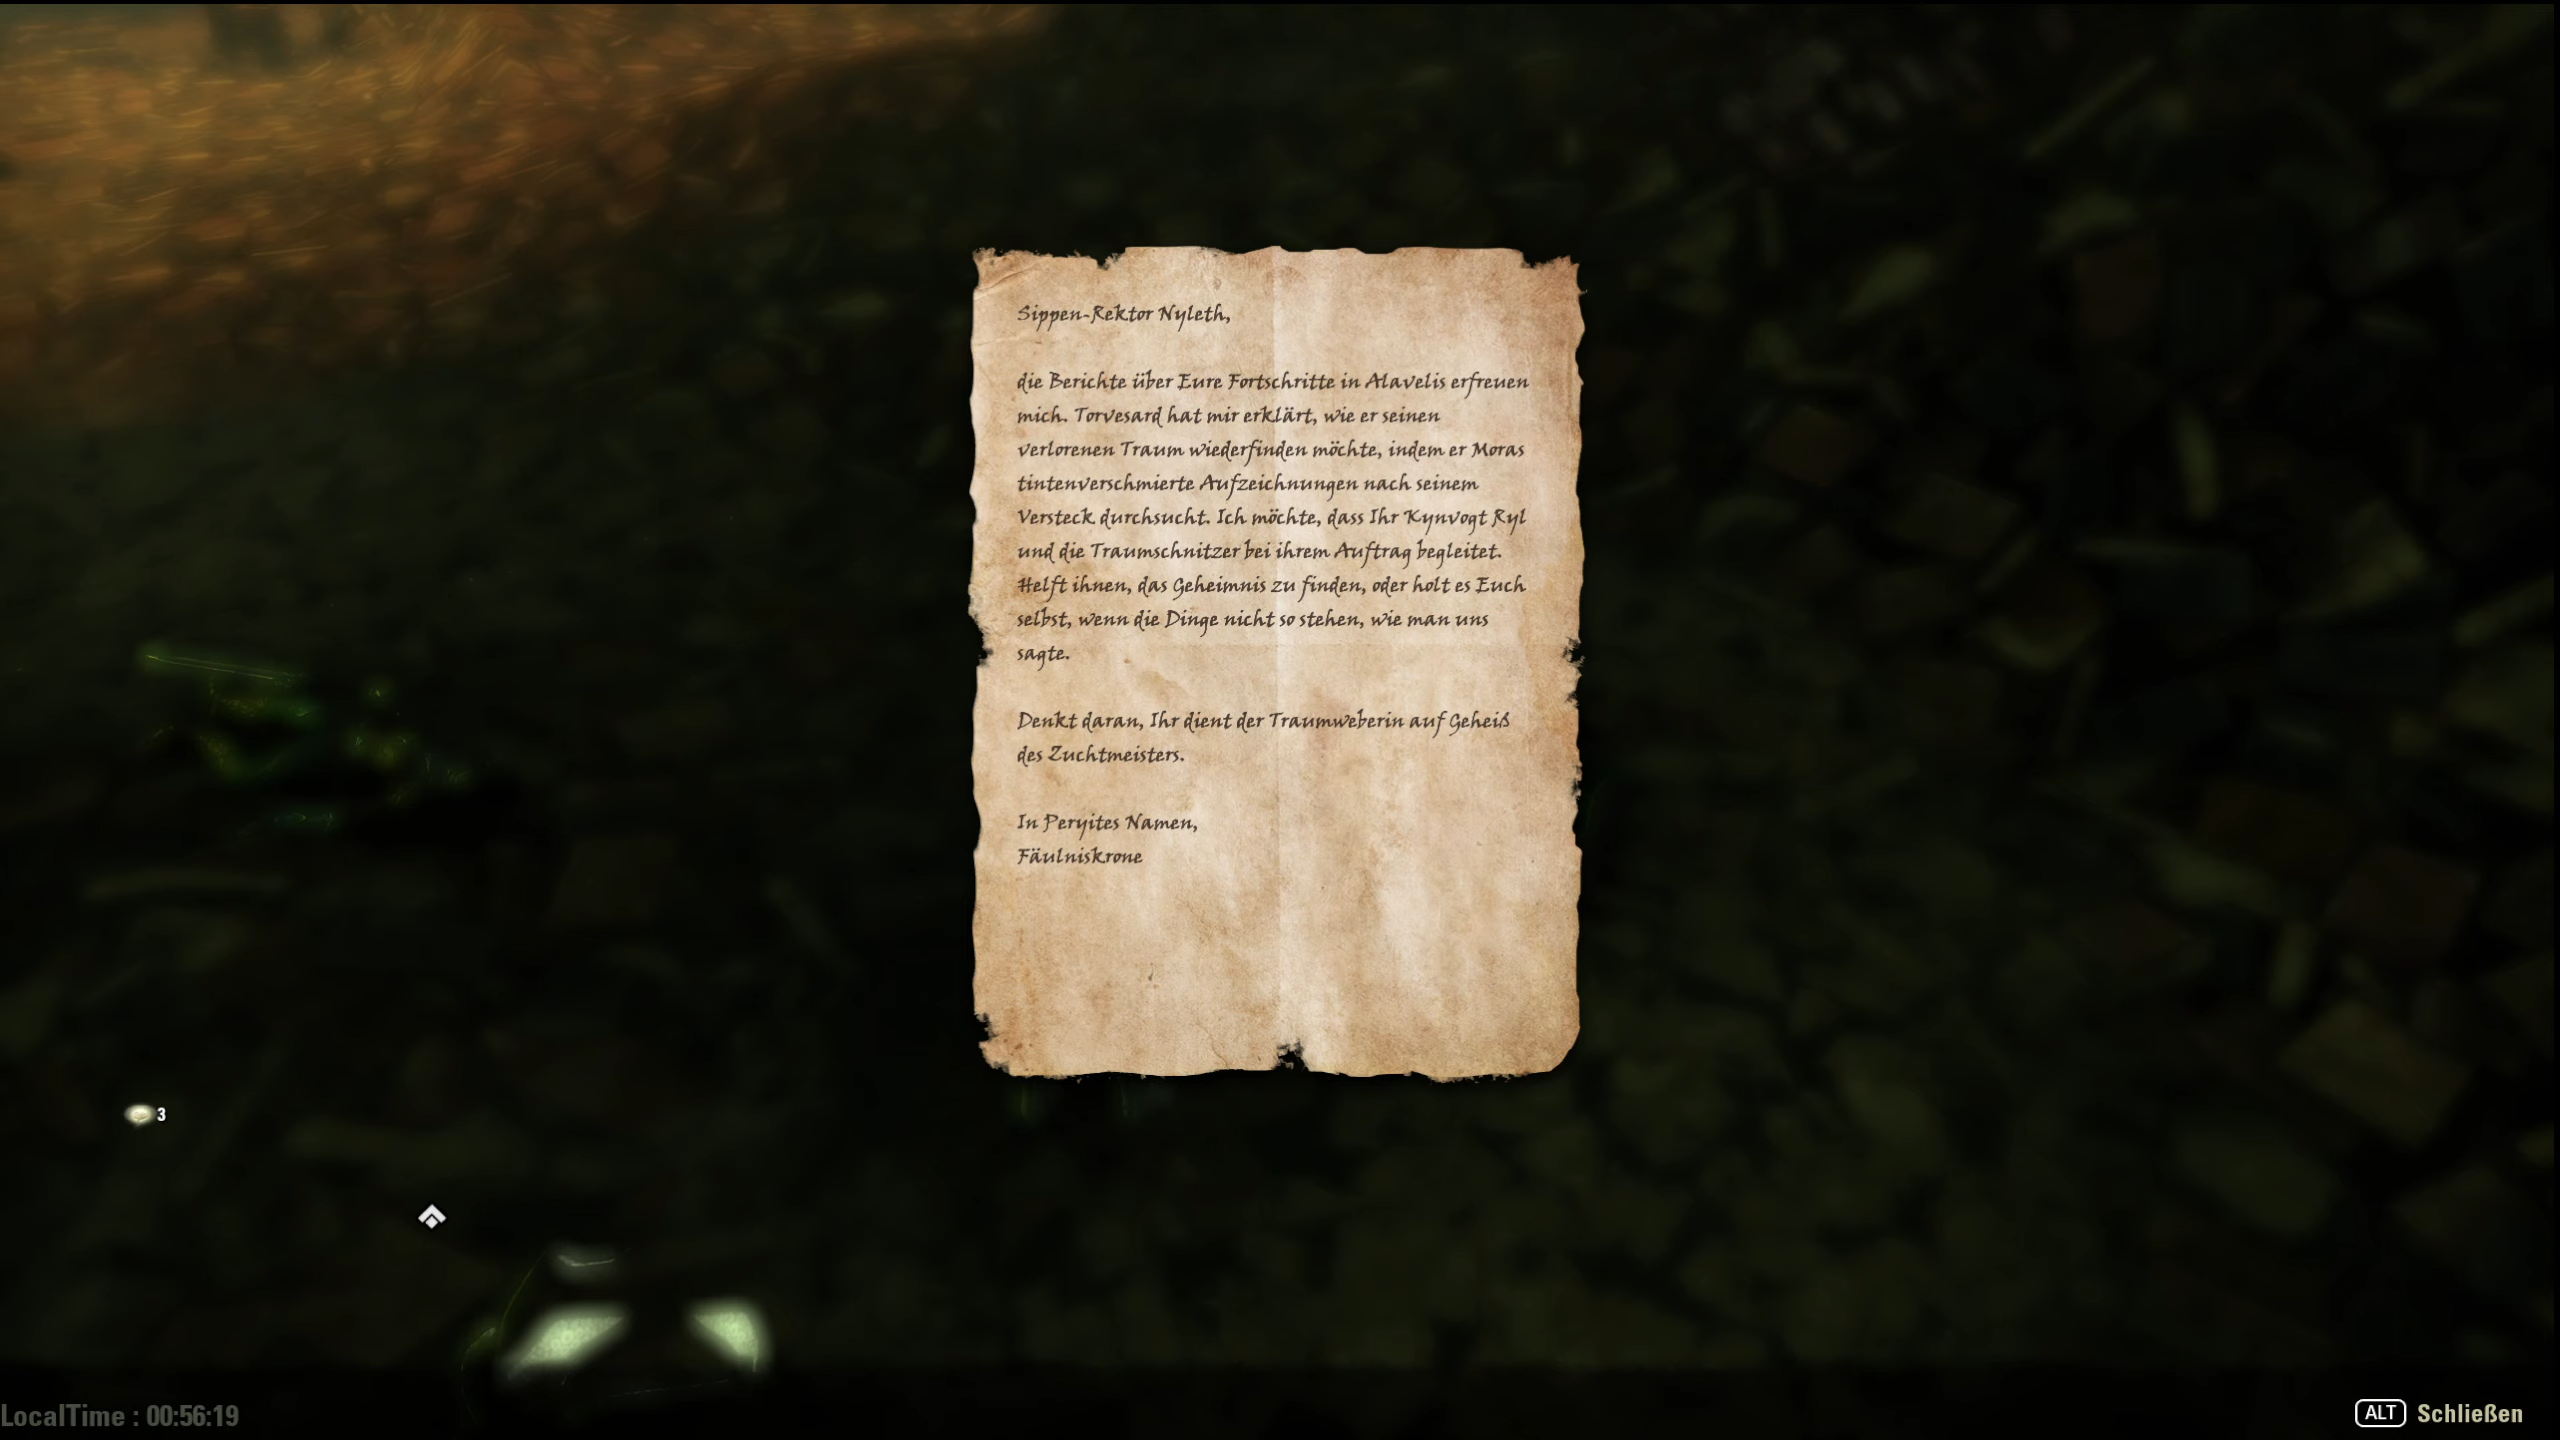 Sippen-Rektor Nyleth,
die Berichte über Eure Fortschritte in Alavelis erfreuen
mich. Torvesard hat mir erklärt, wie er seinen
verlorenen Traum wiederfinden möchte, indem er Moras
tintenverschmierte Aufzeichnungen nach seinem
Versteck durchsucht. Ich möchte, dass Ihr Kynvogt Ryl
und die Traumschnitzer bei ihrem Auftrag begleitet.
Helft ihnen, das Geheimnis zu finden, oder holt es Euch
selbst, wenn die Dinge nicht so stehen, wie man uns
sagte.
Denkt daran, Ihr dient der Traumweberin auf Geheiß
des Zuchtmeisters.
In Peryites Namen,
Fäulniskrone
3
LocalTime : 00:56:19
ALT Schließen